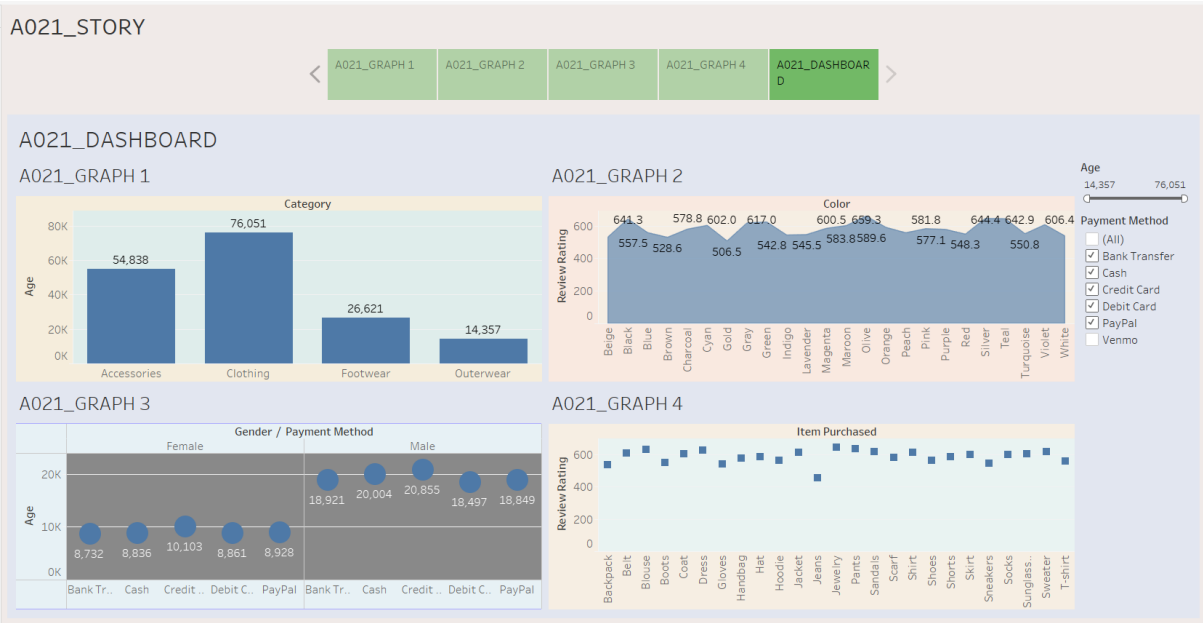 A021_STORY
A021_GRAPH 1
A021_GRAPH 2
A021_GRAPH 3
A021_GRAPH 4
A021_DASHBOAR
D
A021_DASHBOARD
A021_GRAPH 1
Category
Age
80K
60K
40K
20K
0K
54,838
76,051
26,621
14,357
Accessories
Clothing
Footwear
Outerwear
A021_GRAPH 2
Color
Review Rating
600
400
200
0
641.3 578.8 602.0 617.0 600.5 659.3 581.8 644.4 642.9 606.4
557.5 528.6 506.5 542.8 545.5 583.8 589.6 577.1 548.3 550.8
Beige
Black
Blue
Brown
Charcoal
Cyan
Gold
Gray
Green
Indigo
Lavender
Magenta
Maroon
Olive
Orange
Peach
Pink
Purple
Red
Silver
Teal
Turquoise
Violet
White
Age
14,357 76,051
Payment Method
(All)
Bank Transfer
Cash
Credit Card
Debit Card
PayPal
Venmo
A021_GRAPH 3
Gender / Payment Method
Female Male
Age
20K
10K
0K
8,732 8,836 10,103 8,861 8,928
18,921 20,004 20,855 18,497 18,849
Bank Tr.. Cash Credit .. Debit C.. PayPal Bank Tr.. Cash Credit .. Debit C.. PayPal
A021_GRAPH 4
Item Purchased
Review Rating
600
400
200
0
Backpack
Belt
Blouse
Boots
Coat
Dress
Gloves
Handbag
Hat
Hoodie
Jacket
Jeans
Jewelry
Pants
Sandals
Scarf
Shirt
Shoes
Shorts
Skirt
Sneakers
Socks
Sunglass..
Sweater
T-shirt